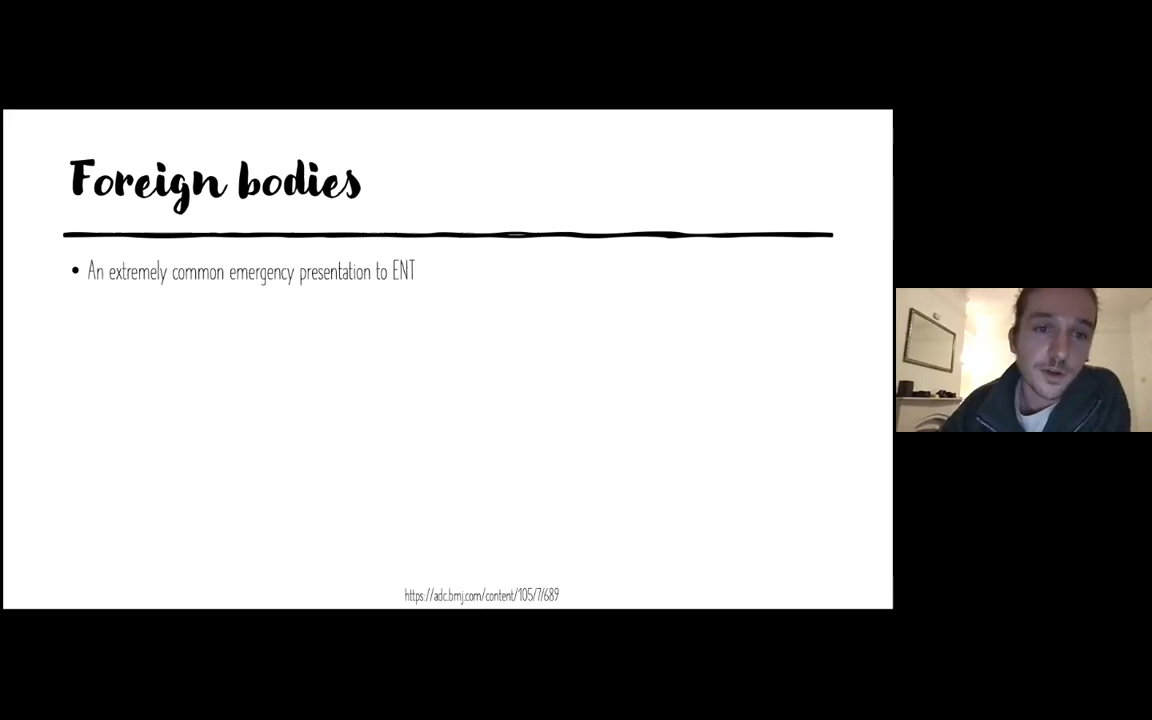 Foreign bodies
• An extremely common emergency presentation to ENT
https://adc.bmj.com/content/105/7/689